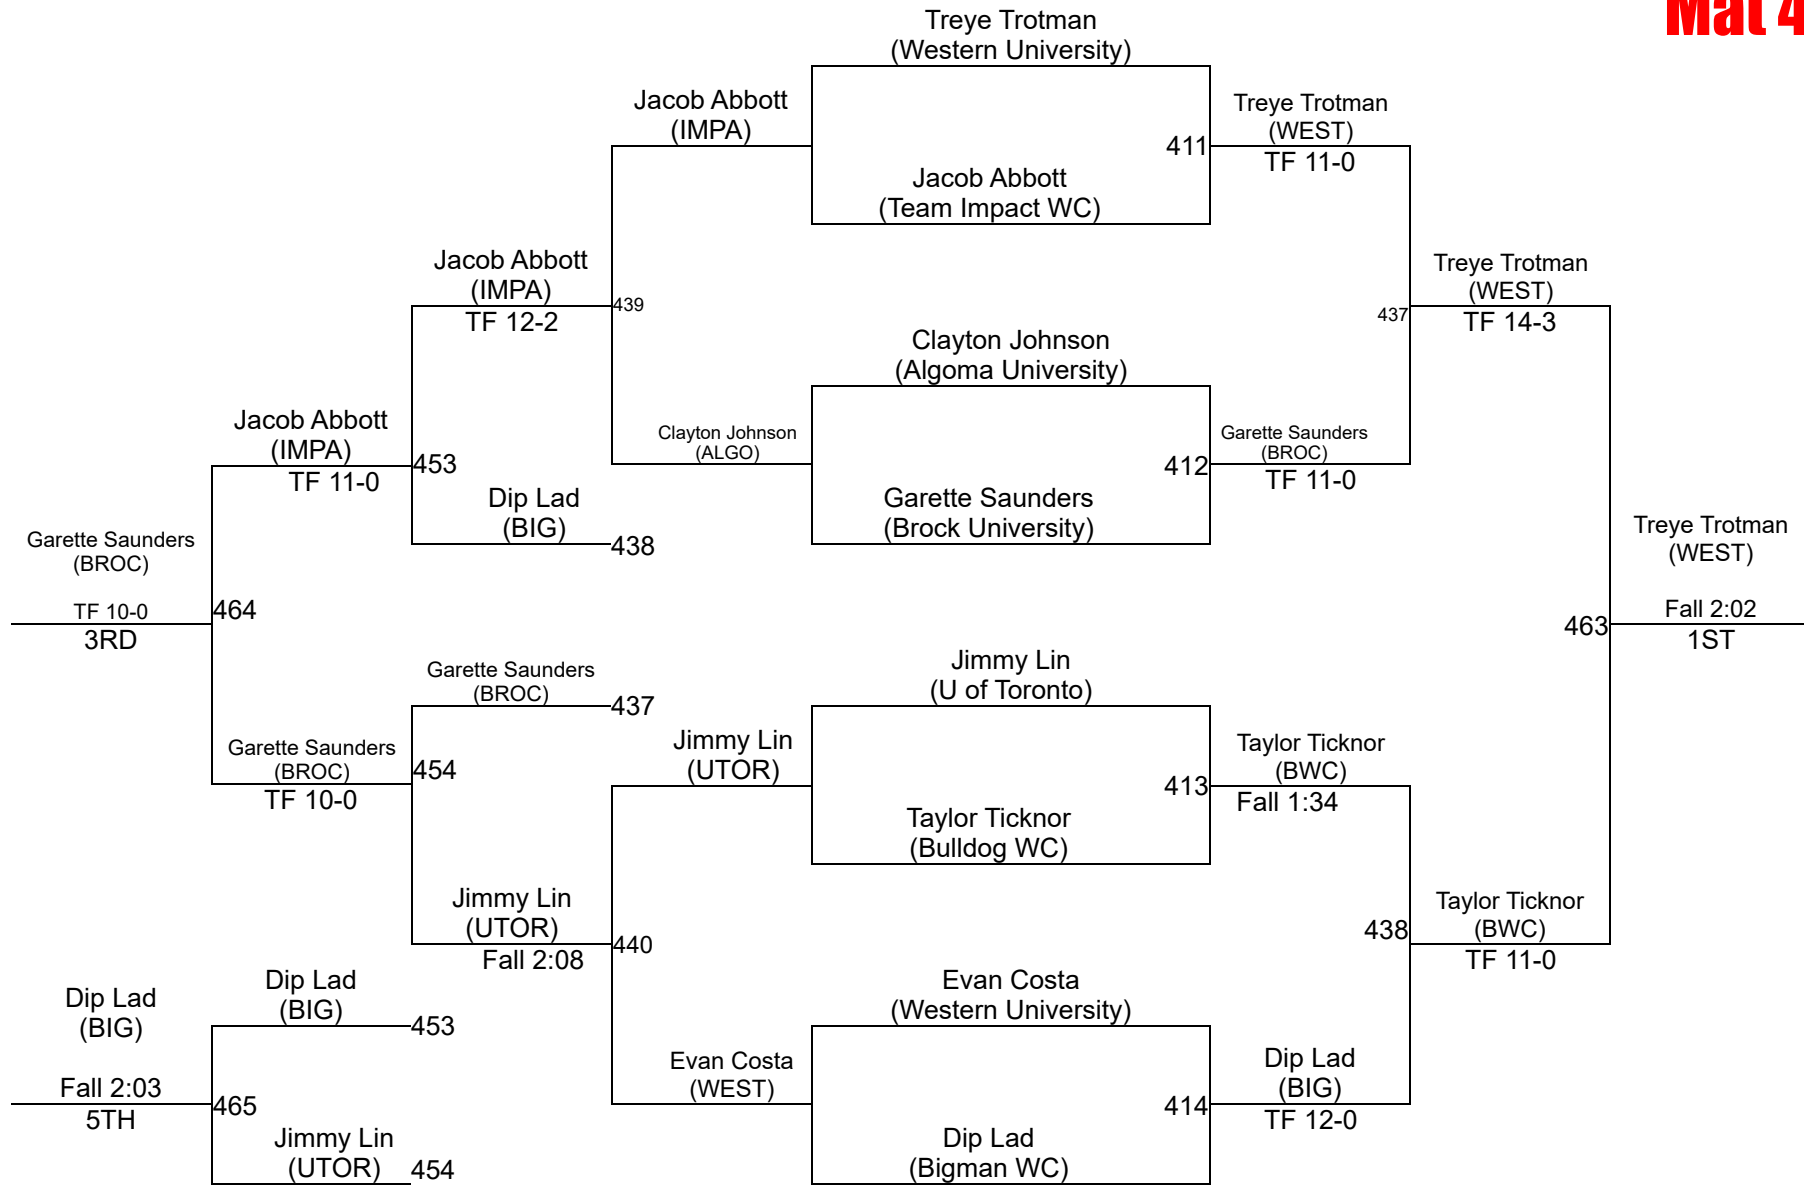 Mat 4
Treye Trotman
(Western University)
Jacob Abbott
(IMPA)
Treye Trotman
(WEST)
411
TF 11-0
Jacob Abbott
(Team Impact WC)
Jacob Abbott
(IMPA)
439
TF 12-2
Treye Trotman
(WEST)
437
TF 14-3
Clayton Johnson
(Algoma University)
Jacob Abbott
(IMPA)
453
TF 11-0
Clayton Johnson
(ALGO)
412
Garette Saunders
(BROC)
TF 11-0
Dip Lad
(BIG)
438
Garette Saunders
(Brock University)
Garette Saunders
(BROC)
464
TF 10-0
3RD
Treye Trotman
(WEST)
463
Fall 2:02
1ST
Garette Saunders
(BROC)
437
Jimmy Lin
(U of Toronto)
Garette Saunders
(BROC)
454
TF 10-0
Jimmy Lin
(UTOR)
413
Taylor Ticknor
(BWC)
Fall 1:34
Taylor Ticknor
(Bulldog WC)
Jimmy Lin
(UTOR)
440
Fall 2:08
438
Taylor Ticknor
(BWC)
TF 11-0
Dip Lad
(BIG)
453
Evan Costa
(Western University)
Dip Lad
(BIG)
Fall 2:03
5TH
465
Evan Costa
(WEST)
414
Dip Lad
(BIG)
TF 12-0
Jimmy Lin
(UTOR)
454
Dip Lad
(Bigman WC)